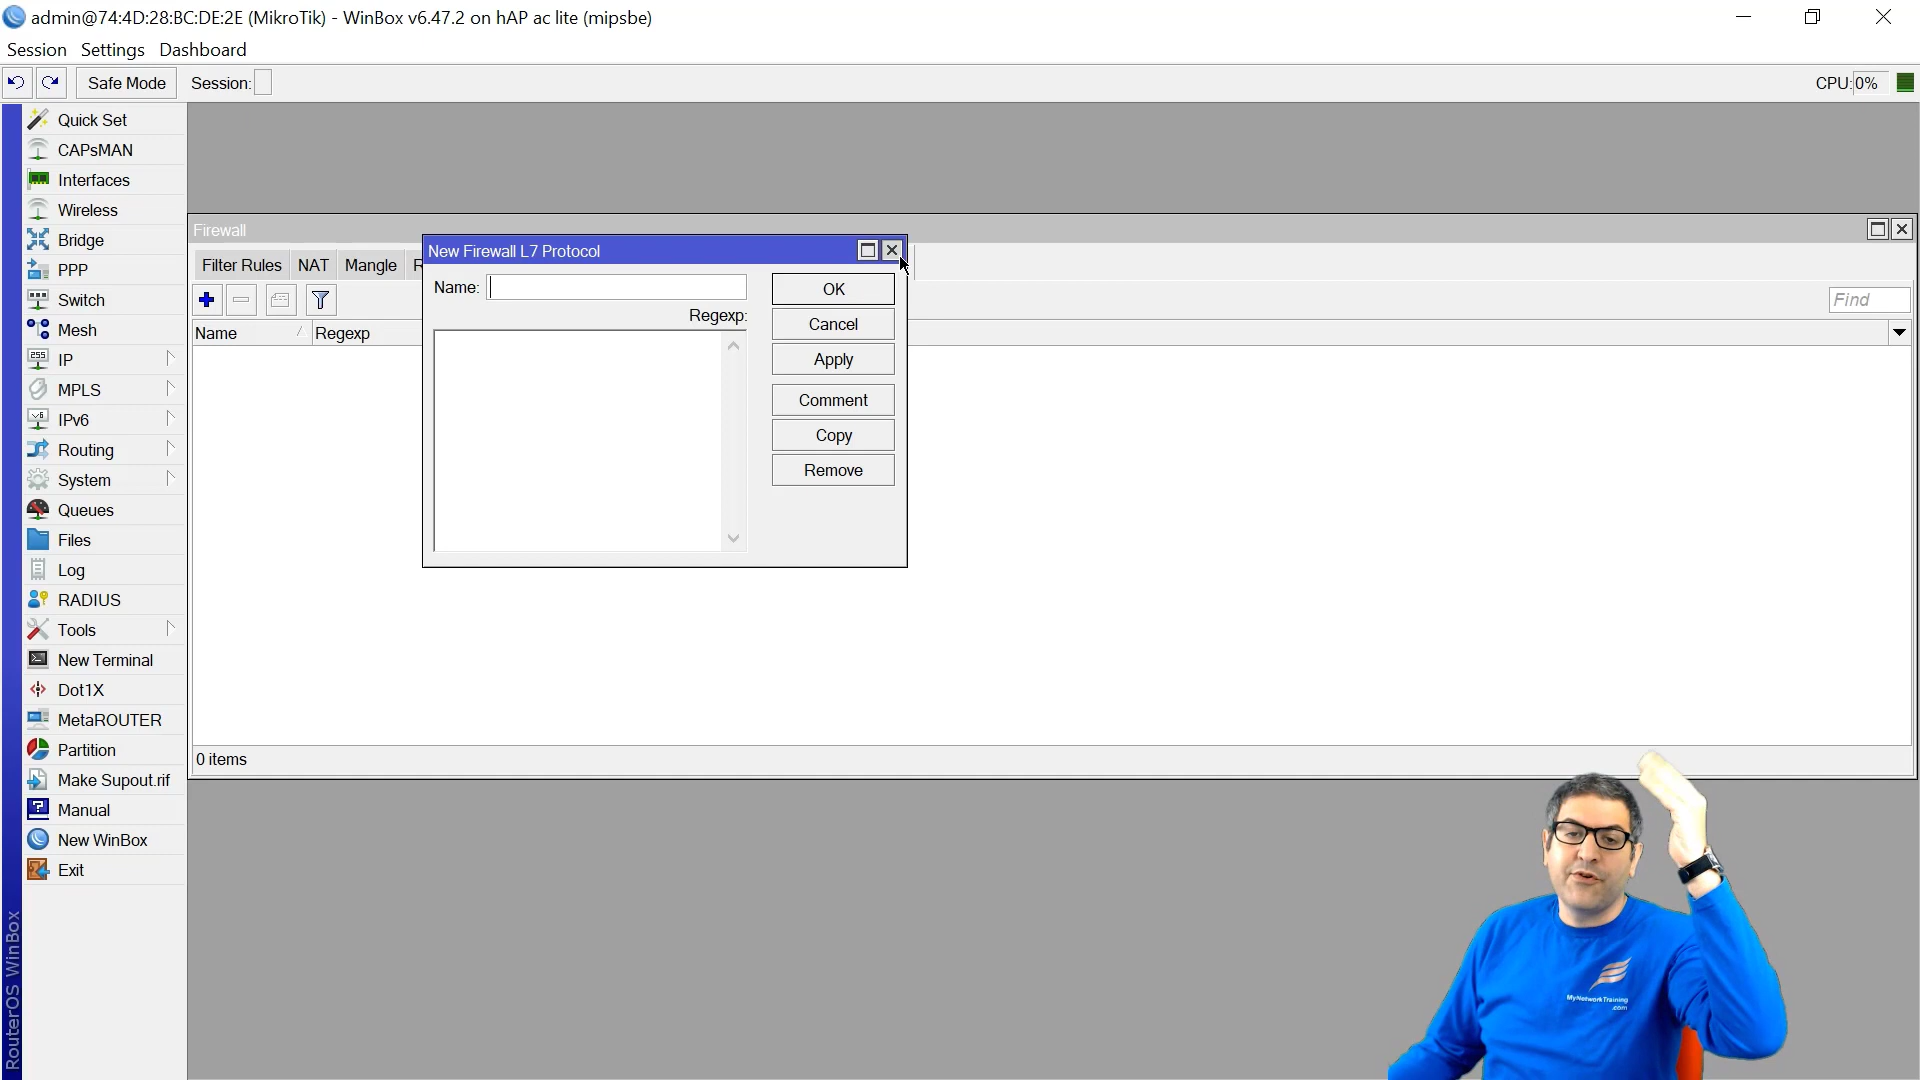 admin@74:4D:28:BC:DE:2E (MikroTik) - WinBox v6.47.2 on hAP ac lite (mipsbe)
Session Settings Dashboard
Safe Mode Session: CPU: 0%
Quick Set
CAPsMAN
Interfaces
Wireless
Bridge
PPP
Switch
Mesh
IP
MPLS
IPv6
Routing
System
Queues
Files
Log
RADIUS
Tools
New Terminal
Dot1X
MetaROUTER
Partition
Make Supout.rif
Manual
New WinBox
Exit
RouterOS WinBox
Firewall
Filter Rules NAT Mangle R
Find
Name Regexp
0 items
New Firewall L7 Protocol
Name:
Regexp:
OK
Cancel
Apply
Comment
Copy
Remove
MyNetworkTraining
.com